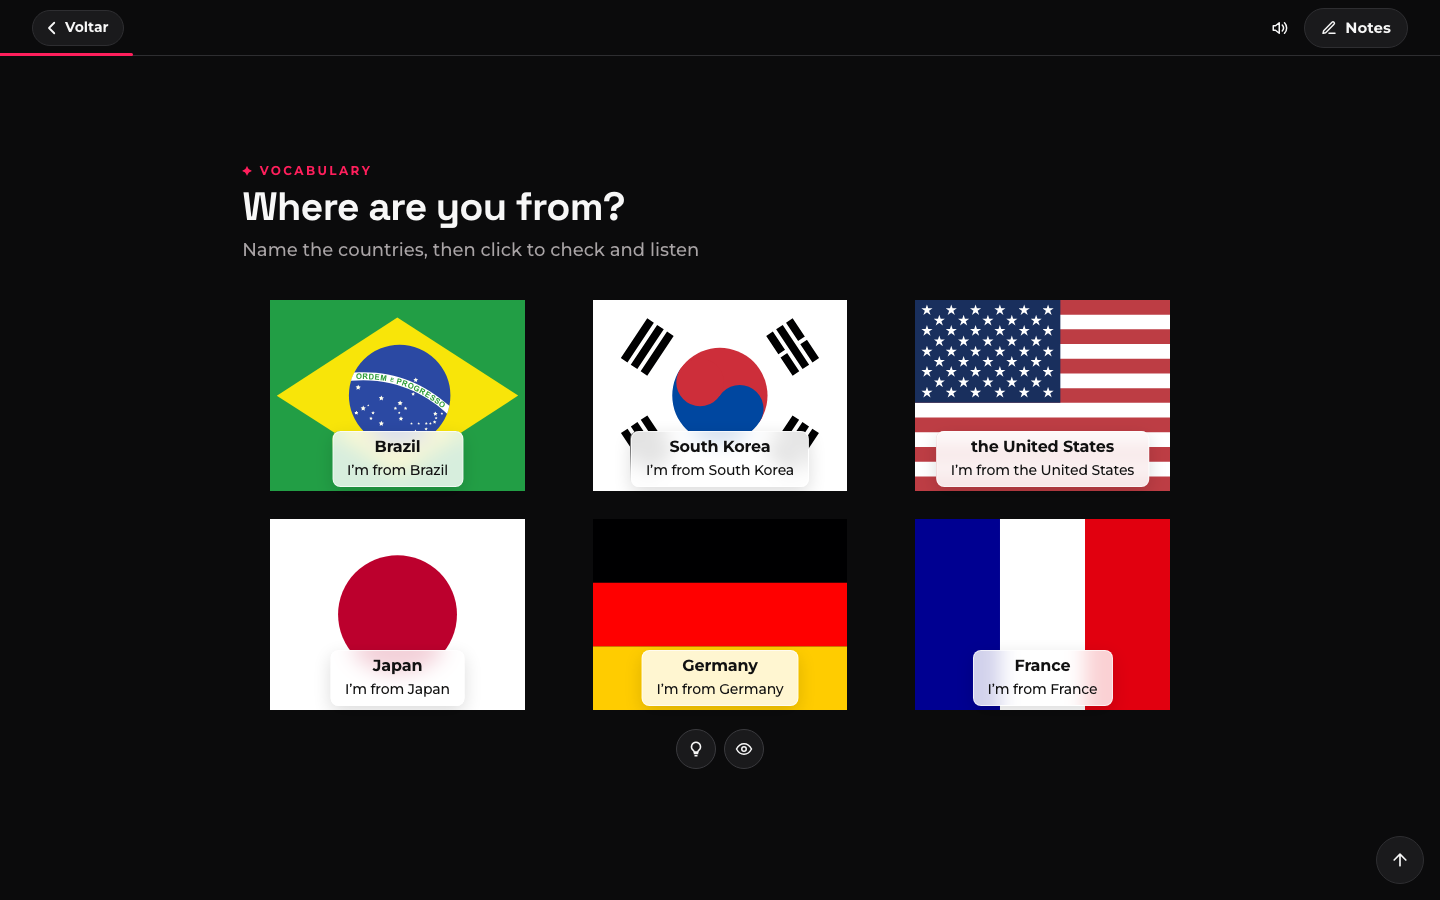 Voltar
Notes
VOCABULARY
Where are you from?
Name the countries, then click to check and listen
ORDEM E PROGRESSO
Brazil
I'm from Brazil
South Korea
I'm from South Korea
the United States
I'm from the United States
Japan
I'm from Japan
Germany
I'm from Germany
France
I'm from France